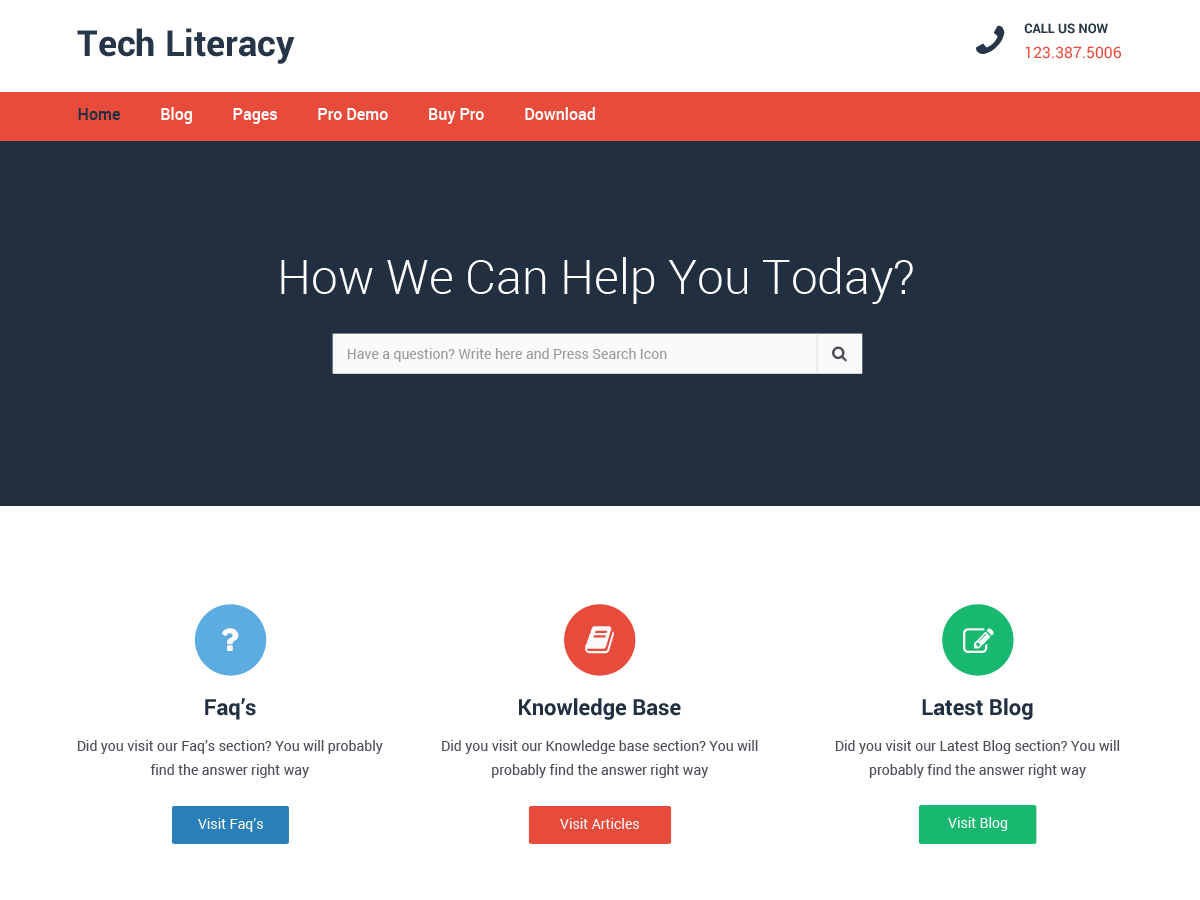 Tech Literacy
CALL US NOW
123.387.5006
Home Blog Pages Pro Demo Buy Pro Download
How We Can Help You Today?
Have a question? Write here and Press Search Icon
?
Faq’s
Did you visit our Faq’s section? You will probably
find the answer right way
Visit Faq’s
Knowledge Base
Did you visit our Knowledge base section? You will
probably find the answer right way
Visit Articles
Latest Blog
Did you visit our Latest Blog section? You will
probably find the answer right way
Visit Blog